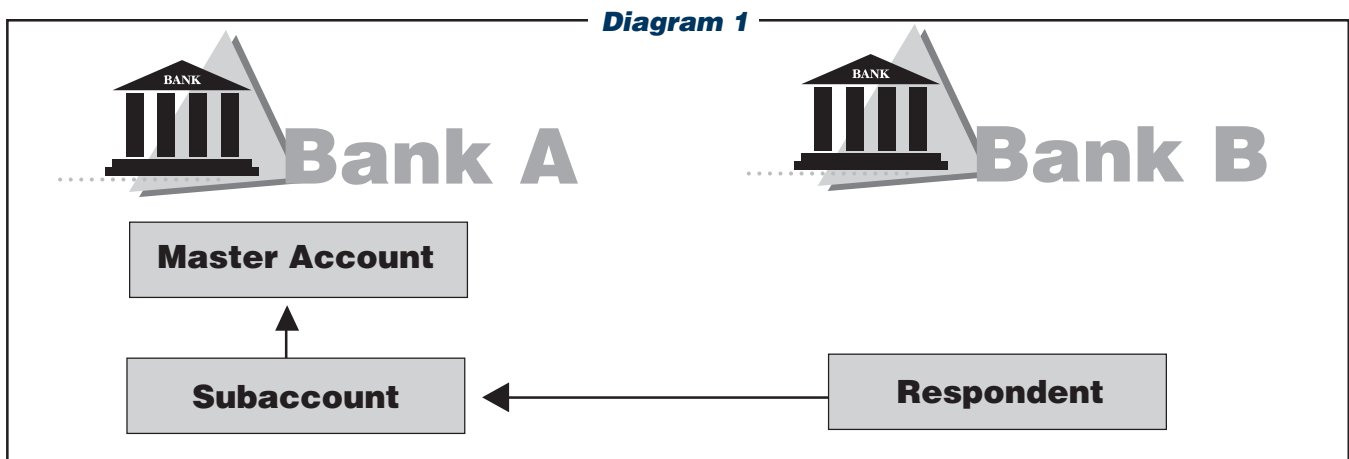 Diagram 1
BANK
Bank A
BANK
Bank B
Master Account
Subaccount
Respondent